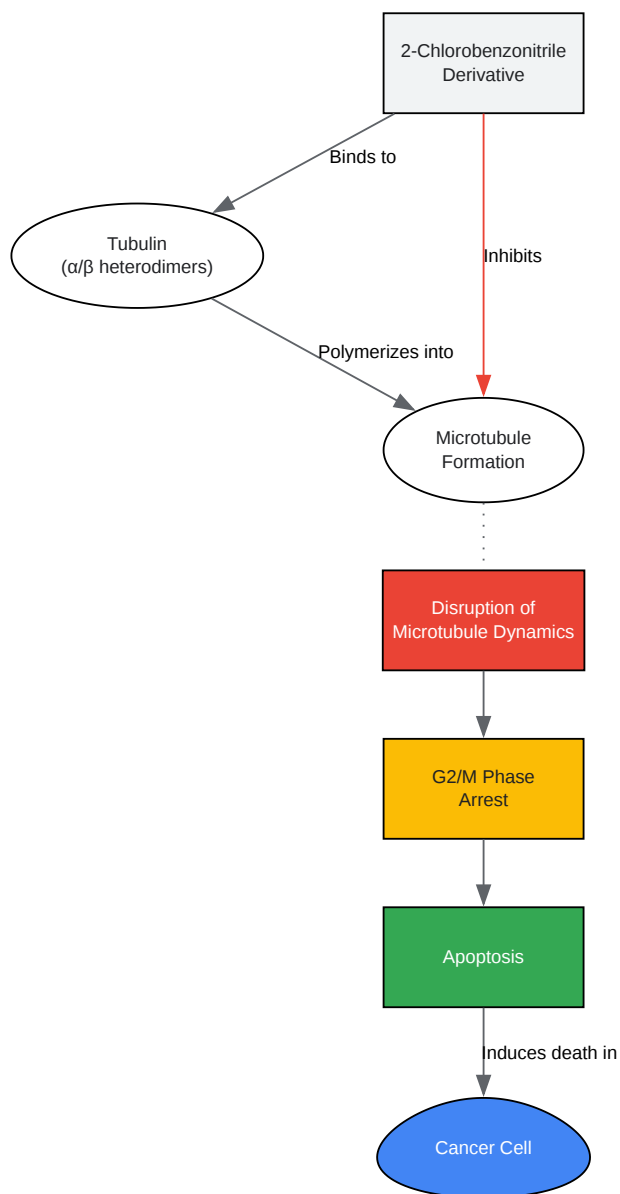 2-Chlorobenzonitrile
Derivative
Binds to
Tubulin
(α/β heterodimers)
Inhibits
Polymerizes into
Microtubule
Formation
Disruption of
Microtubule Dynamics
G2/M Phase
Arrest
Apoptosis
Induces death in
Cancer Cell